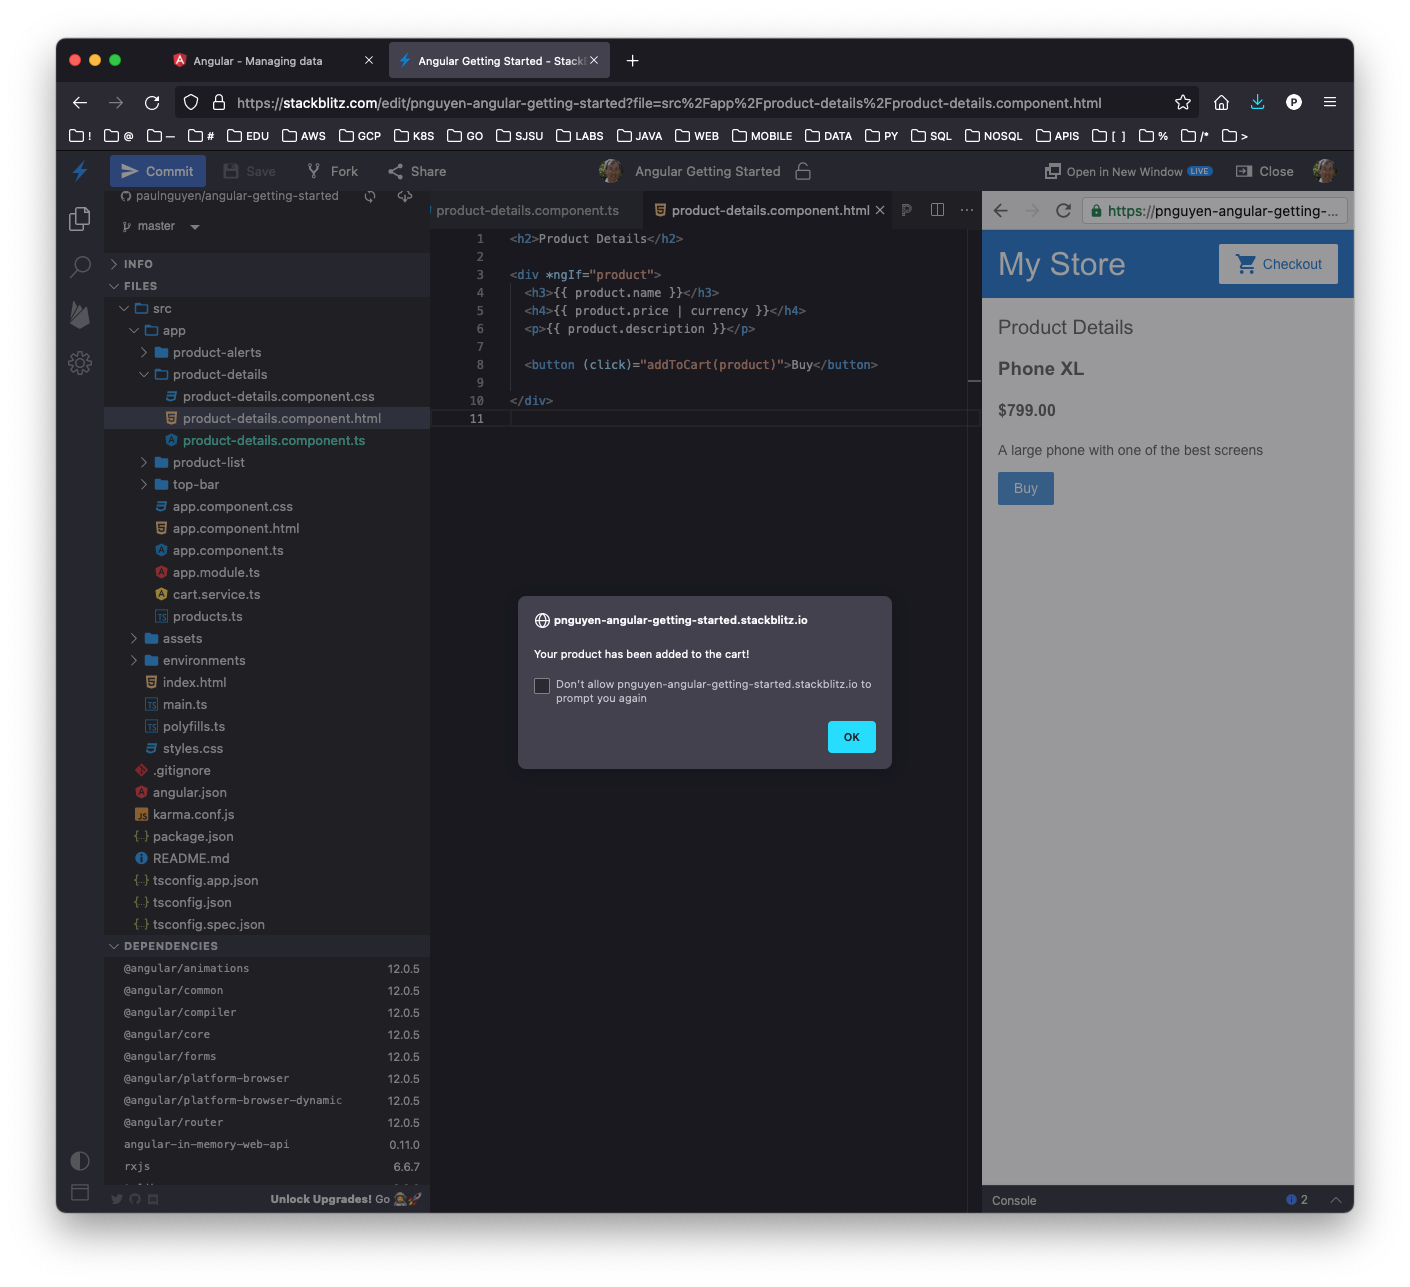 Angular - Managing data
Angular Getting Started - StackB
https://stackblitz.com/edit/pnguyen-angular-getting-started?file=src%2Fapp%2Fproduct-details%2Fproduct-details.component.html
P
! @ — # EDU AWS GCP K8S GO SJSU LABS JAVA WEB MOBILE DATA PY SQL NOSQL APIS [ ] % /* >
Commit Save Fork Share Angular Getting Started Open in New Window LIVE Close
paulnguyen/angular-getting-started
master
INFO
FILES
src
app
product-alerts
product-details
product-details.component.css
product-details.component.html
product-details.component.ts
product-list
top-bar
app.component.css
app.component.html
app.component.ts
app.module.ts
cart.service.ts
products.ts
assets
environments
index.html
main.ts
polyfills.ts
styles.css
.gitignore
angular.json
karma.conf.js
package.json
README.md
tsconfig.app.json
tsconfig.json
tsconfig.spec.json
DEPENDENCIES
@angular/animations 12.0.5
@angular/common 12.0.5
@angular/compiler 12.0.5
@angular/core 12.0.5
@angular/forms 12.0.5
@angular/platform-browser 12.0.5
@angular/platform-browser-dynamic 12.0.5
@angular/router 12.0.5
angular-in-memory-web-api 0.11.0
rxjs 6.6.7
Unlock Upgrades! Go
product-details.component.ts product-details.component.html
1 <h2>Product Details</h2>
2
3 <div *ngIf="product">
4 <h3>{{ product.name }}</h3>
5 <h4>{{ product.price | currency }}</h4>
6 <p>{{ product.description }}</p>
7
8 <button (click)="addToCart(product)">Buy</button>
9
10 </div>
11
pnguyen-angular-getting-started.stackblitz.io
Your product has been added to the cart!
Don't allow pnguyen-angular-getting-started.stackblitz.io to
prompt you again
OK
https://pnguyen-angular-getting-...
My Store
Checkout
Product Details
Phone XL
$799.00
A large phone with one of the best screens
Buy
Console 2